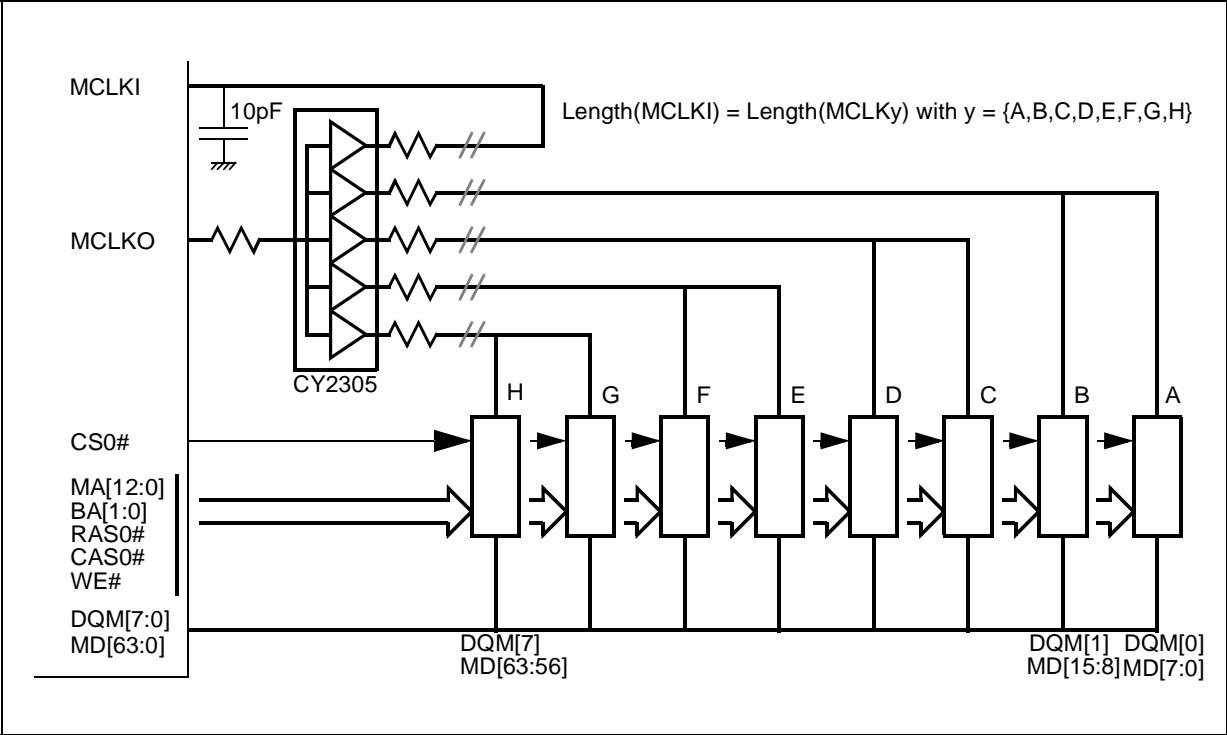 MCLKI
10pF
Length(MCLKI) = Length(MCLKy) with y = {A,B,C,D,E,F,G,H}
MCLKO
CY2305
H G F E D C B A
CS0#
MA[12:0]
BA[1:0]
RAS0#
CAS0#
WE#
DQM[7:0]
MD[63:0]
DQM[7]
MD[63:56]
DQM[1] DQM[0]
MD[15:8] MD[7:0]